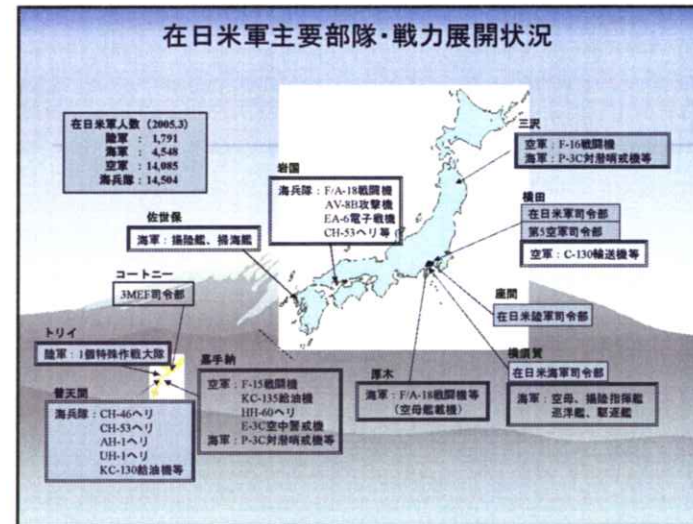 在日米軍主要部隊・戦力展開状況
在日米軍人数（2005.3）
陸軍 ： 1,791
海軍 ： 4,548
空軍 ： 14,085
海兵隊 ： 14,504
三沢
空軍：F-16戦闘機
海軍：P-3C対潜哨戒機等
岩国
海兵隊：F/A-18戦闘機
AV-8B攻撃機
EA-6電子戦機
CH-53ヘリ等
横田
在日米軍司令部
第5空軍司令部
空軍：C-130輸送機等
佐世保
海軍：揚陸艦、掃海艦
コートニー
3MEF司令部
座間
在日米陸軍司令部
トリイ
陸軍：1個特殊作戦大隊
嘉手納
空軍：F-15戦闘機
KC-135給油機
HH-60ヘリ
E-3C空中警戒機
海軍：P-3C対潜哨戒機等
厚木
海軍：F/A-18戦闘機等
（空母艦載機）
横須賀
在日米海軍司令部
海軍：空母、揚陸指揮艦
巡洋艦、駆逐艦
普天間
海兵隊：CH-46ヘリ
CH-53ヘリ
AH-1ヘリ
UH-1ヘリ
KC-130給油機等